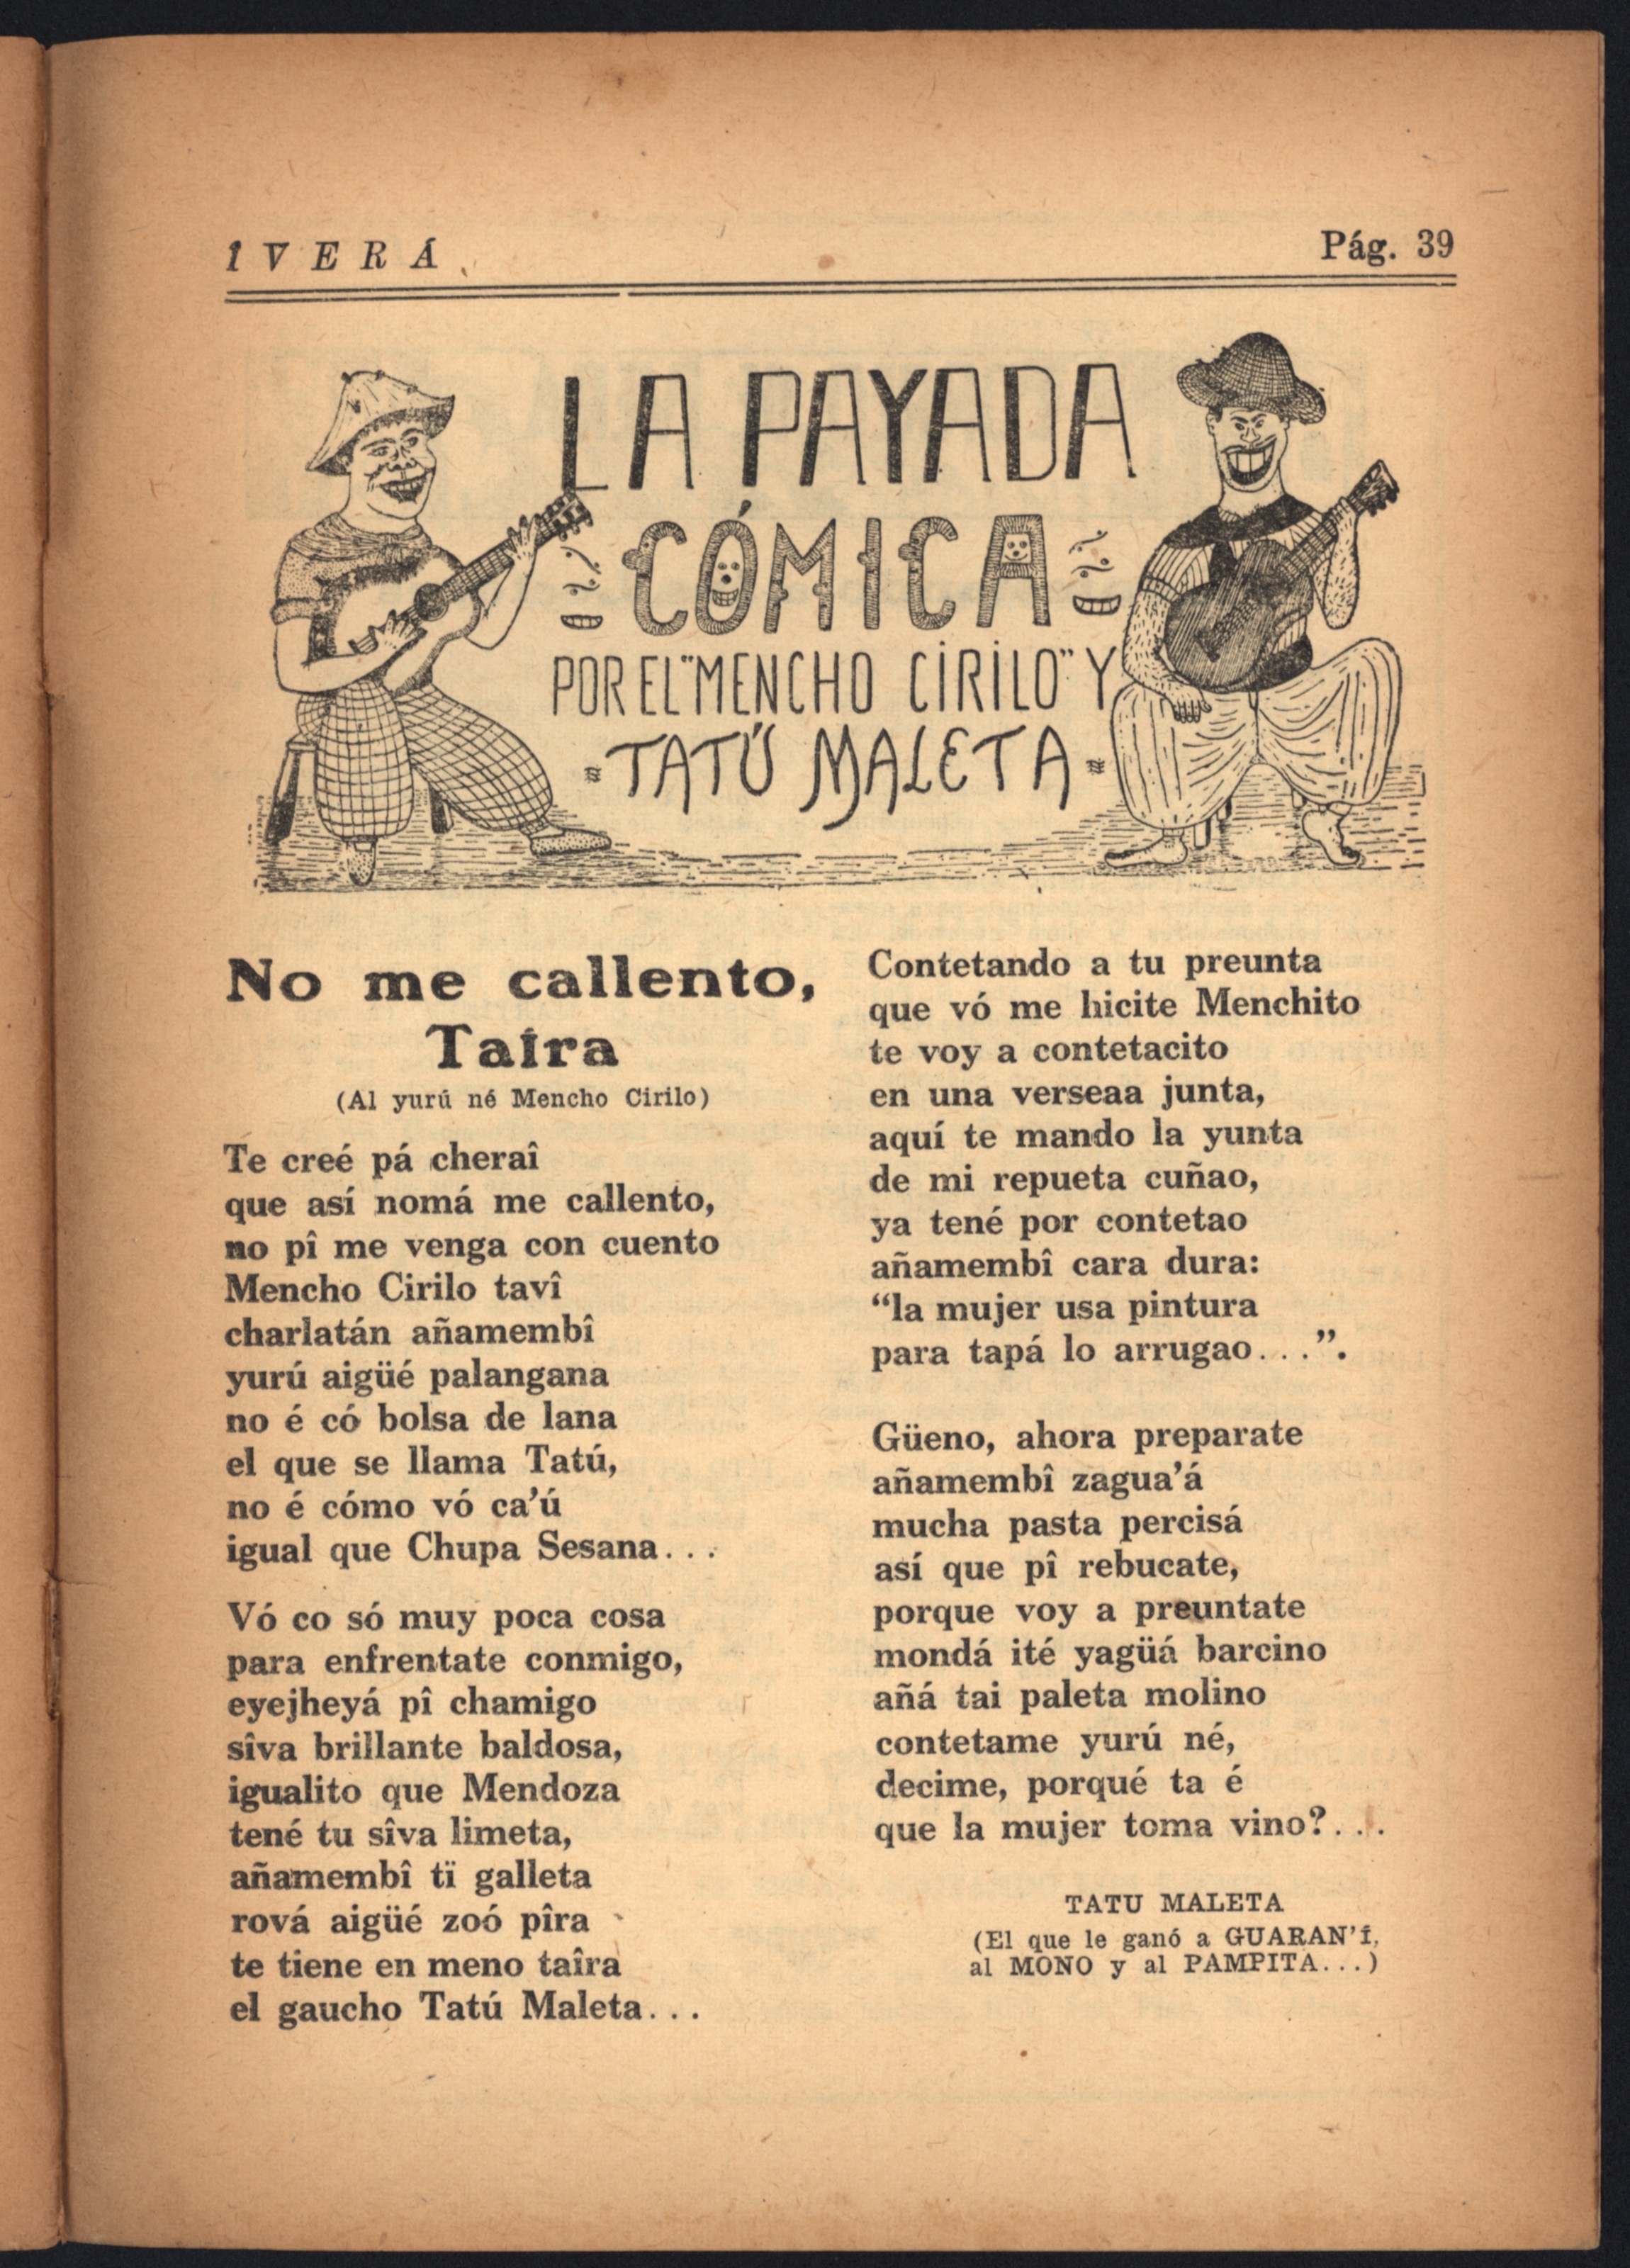 Î VERÁ
Pág. 39
LA PAYADA
CÓMICA
POR EL "MENCHO CIRILO" Y
TATÚ MALETA
No me callento,
Taîra
(Al yurú né Mencho Cirilo)
Te creé pá cheraî
que así nomá me callento,
no pî me venga con cuento
Mencho Cirilo tavî
charlatán añamembî
yurú aigüé palangana
no é có bolsa de lana
el que se llama Tatú,
no é cómo vó ca'ú
igual que Chupa Sesana...
Vó co só muy poca cosa
para enfrentate conmigo,
eyejheyá pî chamigo
sîva brillante baldosa,
igualito que Mendoza
tené tu sîva limeta,
añamembî tï galleta
rová aigüé zoó pîra
te tiene en meno taîra
el gaucho Tatú Maleta...
Contetando a tu preunta
que vó me hicite Menchito
te voy a contetacito
en una verseaa junta,
aquí te mando la yunta
de mi repueta cuñao,
ya tené por contetao
añamembî cara dura:
“la mujer usa pintura
para tapá lo arrugao...”.
Güeno, ahora preparate
añamembî zagua'á
mucha pasta percisá
así que pî rebucate,
porque voy a preuntate
mondá ité yagüá barcino
añá tai paleta molino
contetame yurú né,
decime, porqué ta é
que la mujer toma vino?...
TATU MALETA
(El que le ganó a GUARAN'Î,
al MONO y al PAMPITA...)